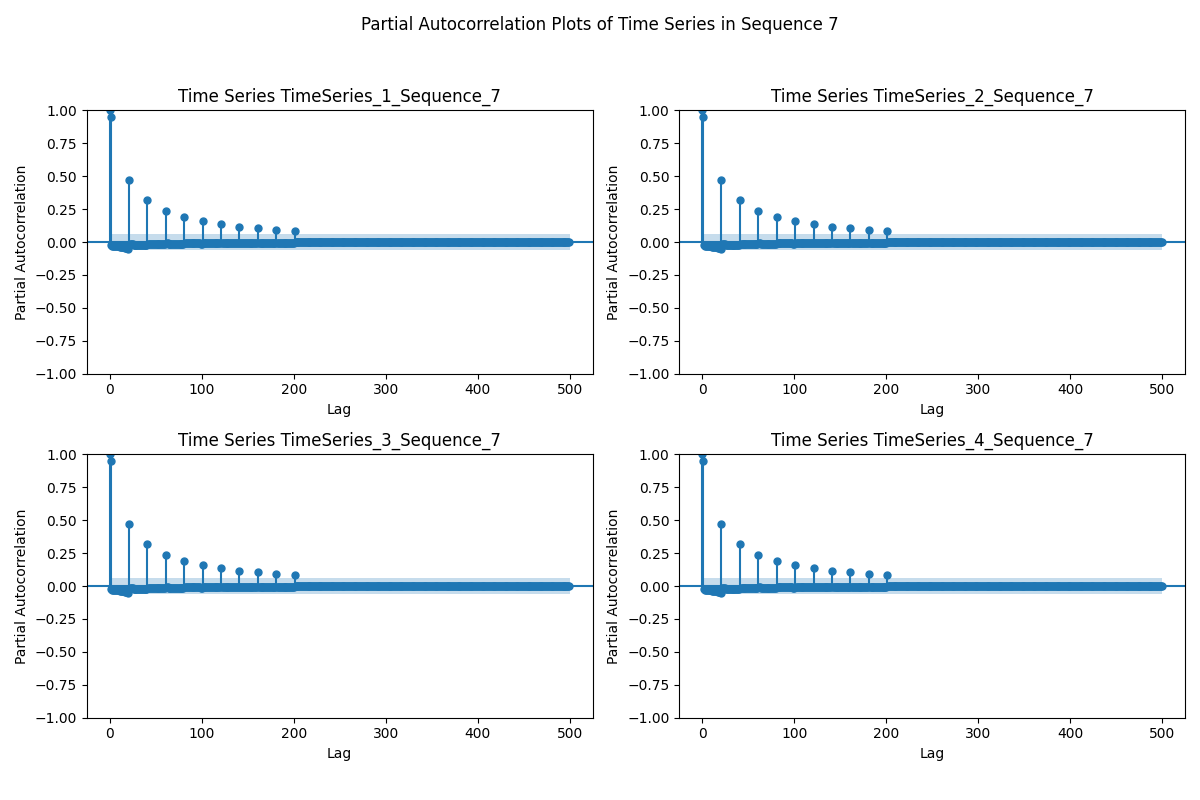 Partial Autocorrelation Plots of Time Series in Sequence 7
Time Series TimeSeries_1_Sequence_7
Partial Autocorrelation
1.00
0.75
0.50
0.25
0.00
−0.25
−0.50
−0.75
−1.00
0 100 200 300 400 500
Lag
Time Series TimeSeries_2_Sequence_7
Partial Autocorrelation
1.00
0.75
0.50
0.25
0.00
−0.25
−0.50
−0.75
−1.00
0 100 200 300 400 500
Lag
Time Series TimeSeries_3_Sequence_7
Partial Autocorrelation
1.00
0.75
0.50
0.25
0.00
−0.25
−0.50
−0.75
−1.00
0 100 200 300 400 500
Lag
Time Series TimeSeries_4_Sequence_7
Partial Autocorrelation
1.00
0.75
0.50
0.25
0.00
−0.25
−0.50
−0.75
−1.00
0 100 200 300 400 500
Lag